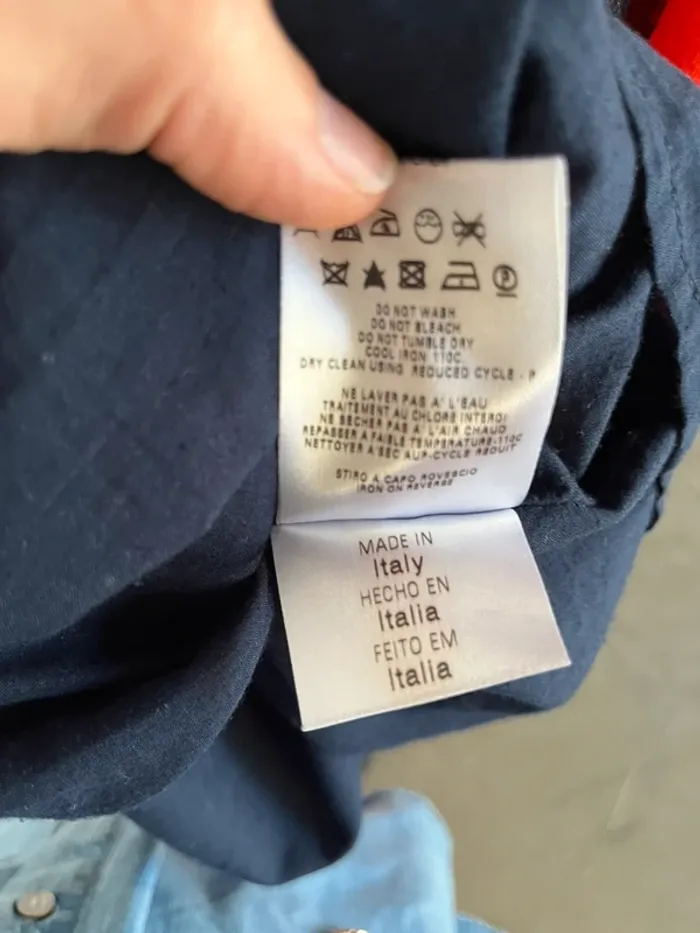 DO NOT WASH
DO NOT BLEACH
DO NOT TUMBLE DRY
COOL IRON 110C
DRY CLEAN USING REDUCED CYCLE - P
NE LAVER PAS A' L'EAU
TRAITEMENT AU CHLORE INTERDI
NE SECHER PAS A L'AIR CHAUD
REPASSER A FAIBLE TEMPERATURE-110C
NETTOYER A'SEC AUP-CYCLE REDUIT
STIRO A CAPO ROVESCIO
IRON ON REVERSE
MADE IN
Italy
HECHO EN
Italia
FEITO EM
Italia